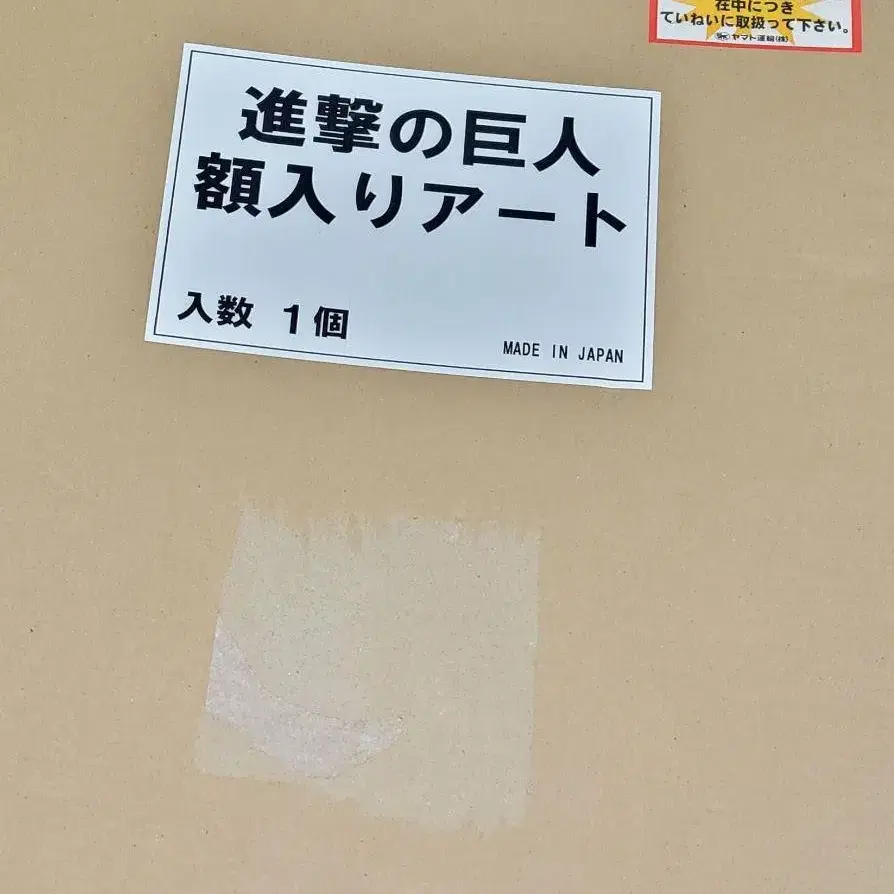 在中につき
ていねいに取扱って下さい。
ヤマト運輸(株)
進撃の巨人
額入りアート
入数 1個
MADE IN JAPAN